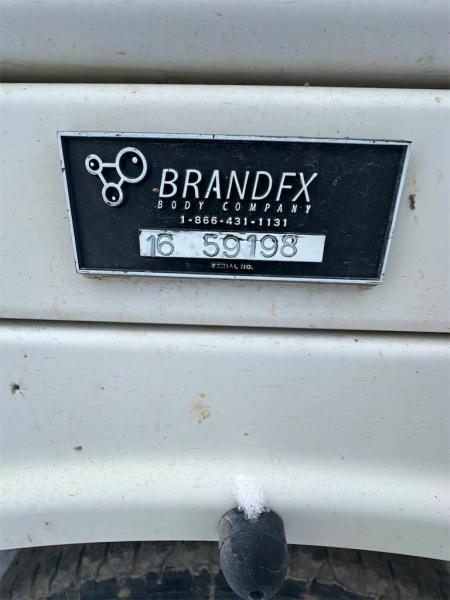 BRANDFX
BODY COMPANY
1-866-431-1131
16 59198
SERIAL NO.